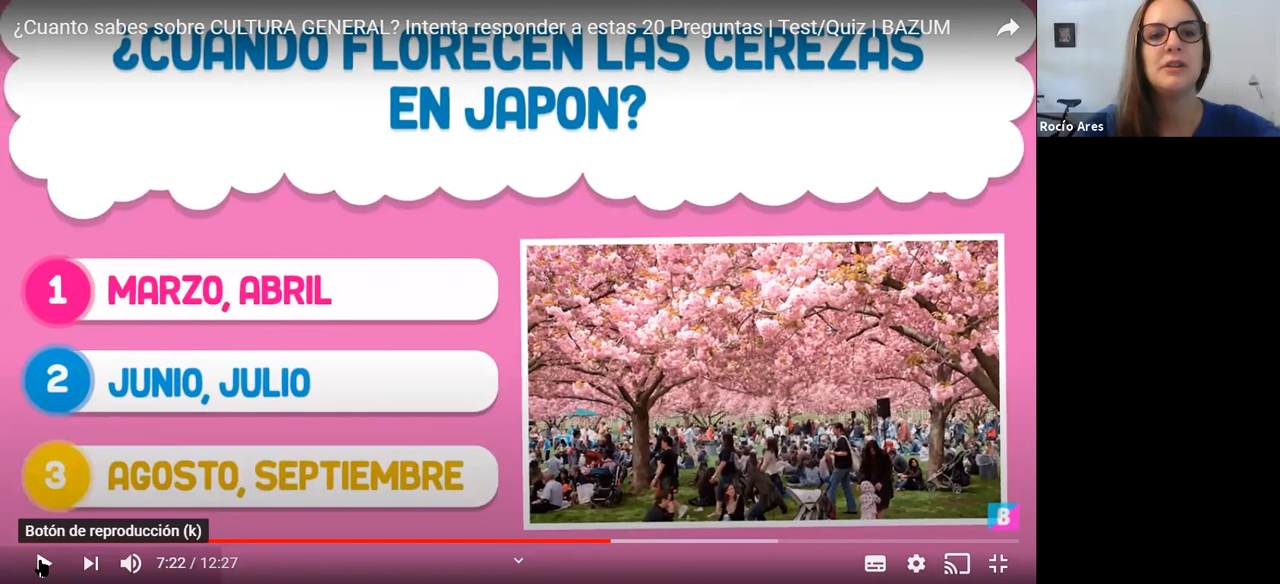 ¿Cuanto sabes sobre CULTURA GENERAL? Intenta responder a estas 20 Preguntas | Test/Quiz | BAZUM
¿CUANDO FLORECEN LAS CEREZAS
EN JAPON?
Rocío Ares
1 MARZO, ABRIL
2 JUNIO, JULIO
3 AGOSTO, SEPTIEMBRE
B
Botón de reproducción (k)
7:22 / 12:27